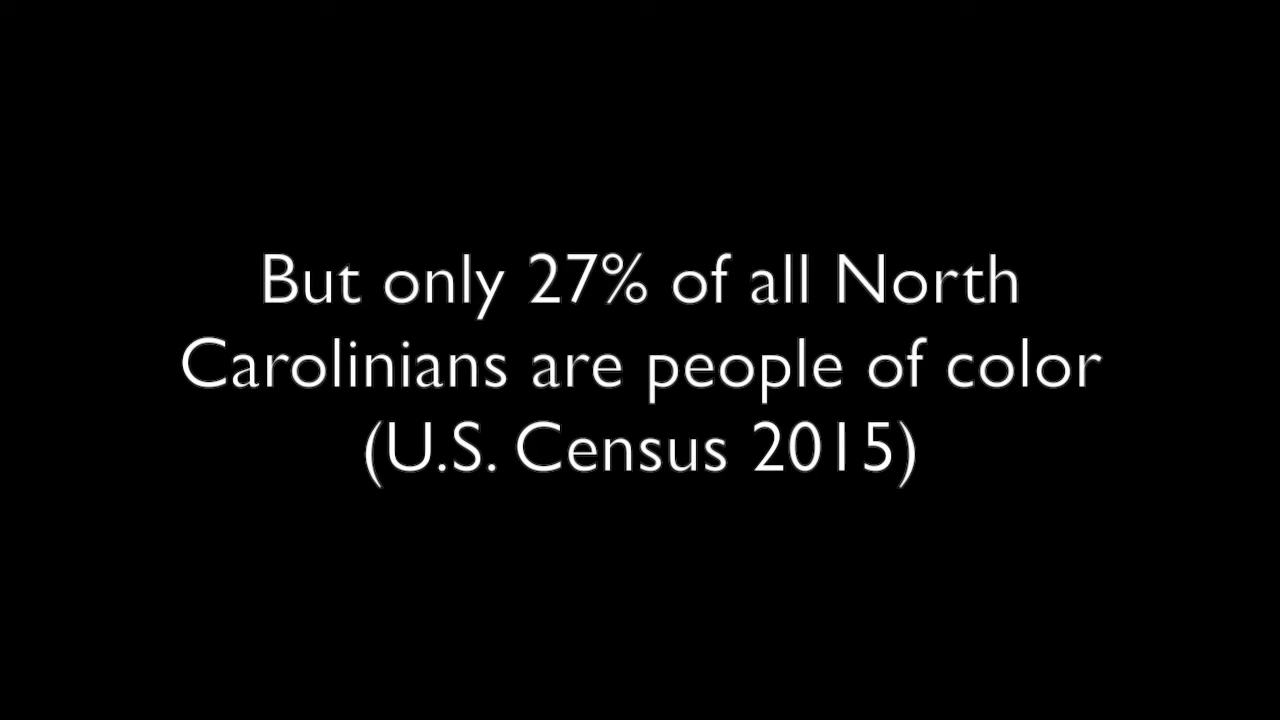 But only 27% of all North
Carolinians are people of color
(U.S. Census 2015)